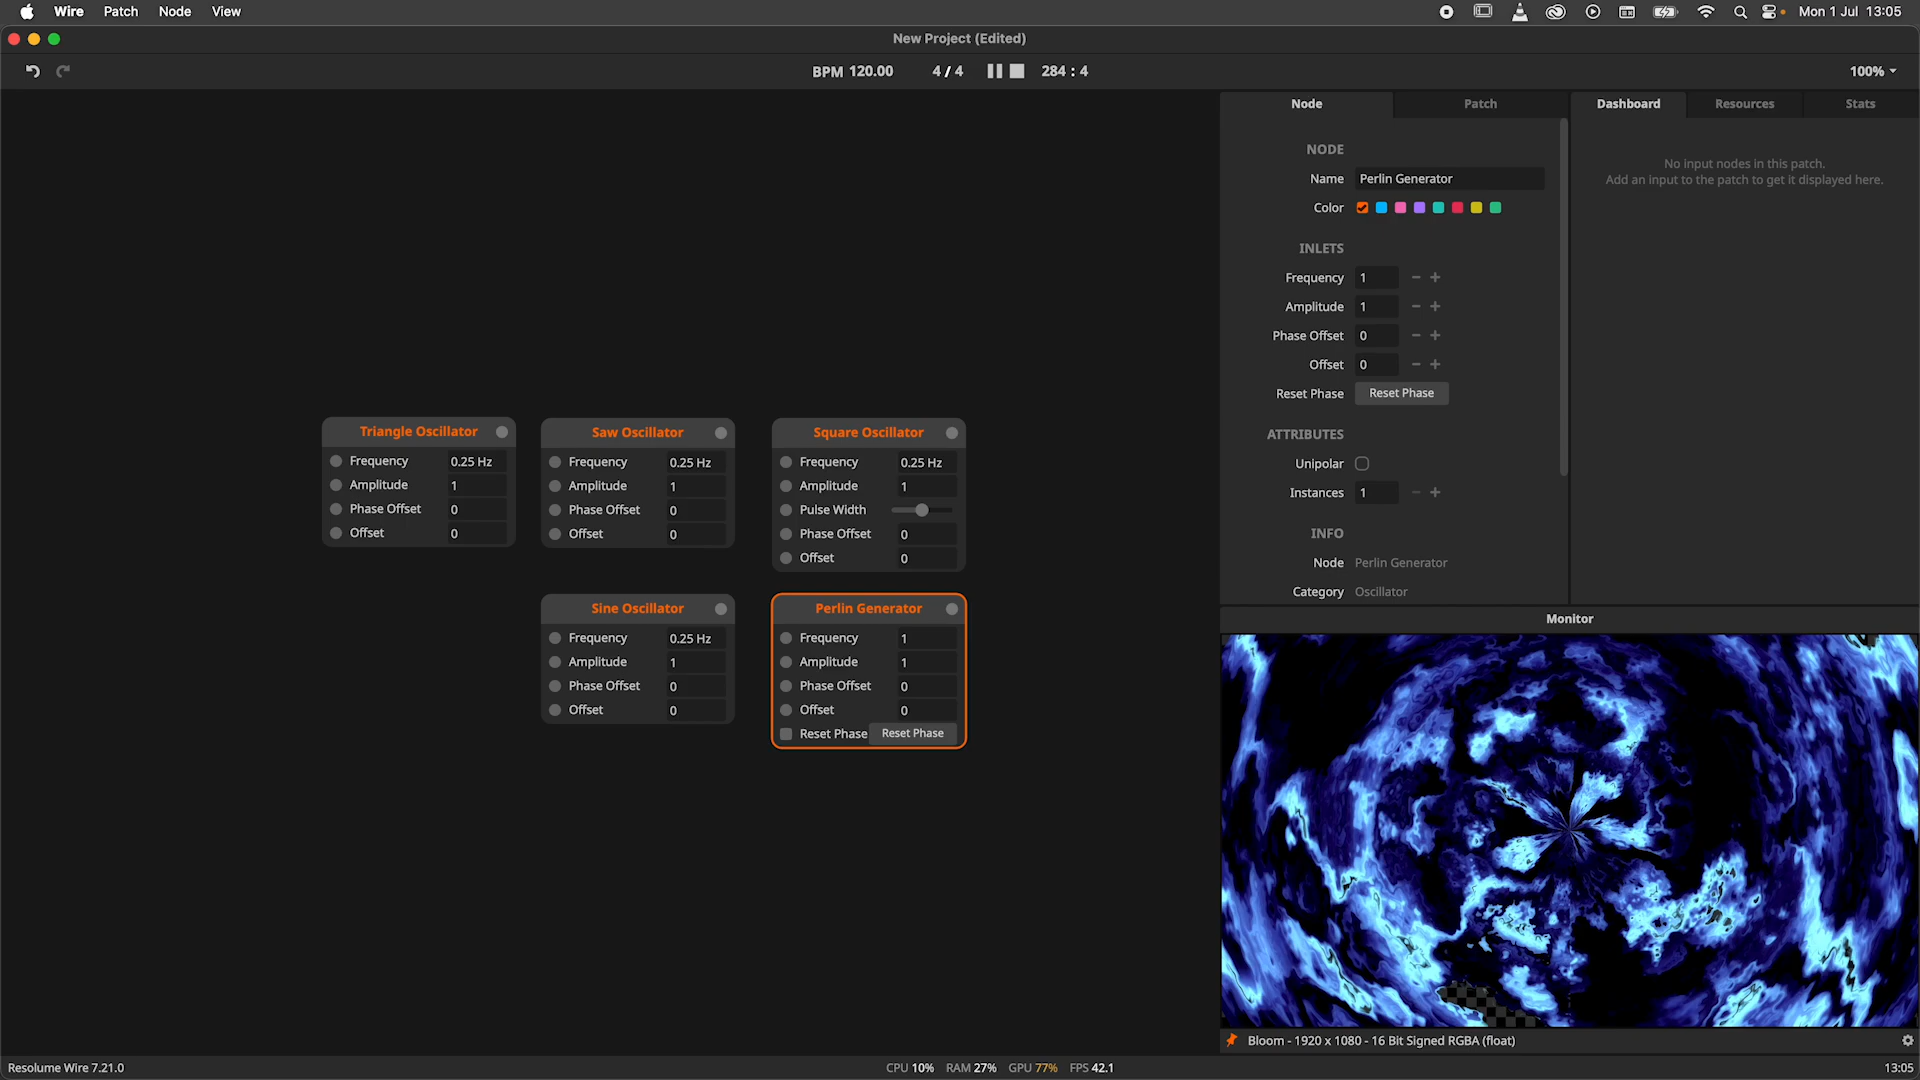 Wire Patch Node View
Mon 1 Jul 13:05
New Project (Edited)
BPM 120.00 4 / 4 284 : 4
100%
Node Patch
Dashboard Resources Stats
NODE
Name Perlin Generator
Color
INLETS
Frequency 1 − +
Amplitude 1 − +
Phase Offset 0 − +
Offset 0 − +
Reset Phase Reset Phase
ATTRIBUTES
Unipolar
Instances 1 − +
INFO
Node Perlin Generator
Category Oscillator
No input nodes in this patch.
Add an input to the patch to get it displayed here.
Triangle Oscillator
Frequency 0.25 Hz
Amplitude 1
Phase Offset 0
Offset 0
Saw Oscillator
Frequency 0.25 Hz
Amplitude 1
Phase Offset 0
Offset 0
Square Oscillator
Frequency 0.25 Hz
Amplitude 1
Pulse Width
Phase Offset 0
Offset 0
Sine Oscillator
Frequency 0.25 Hz
Amplitude 1
Phase Offset 0
Offset 0
Perlin Generator
Frequency 1
Amplitude 1
Phase Offset 0
Offset 0
Reset Phase Reset Phase
Monitor
Bloom - 1920 x 1080 - 16 Bit Signed RGBA (float)
Resolume Wire 7.21.0
CPU 10% RAM 27% GPU 77% FPS 42.1
13:05